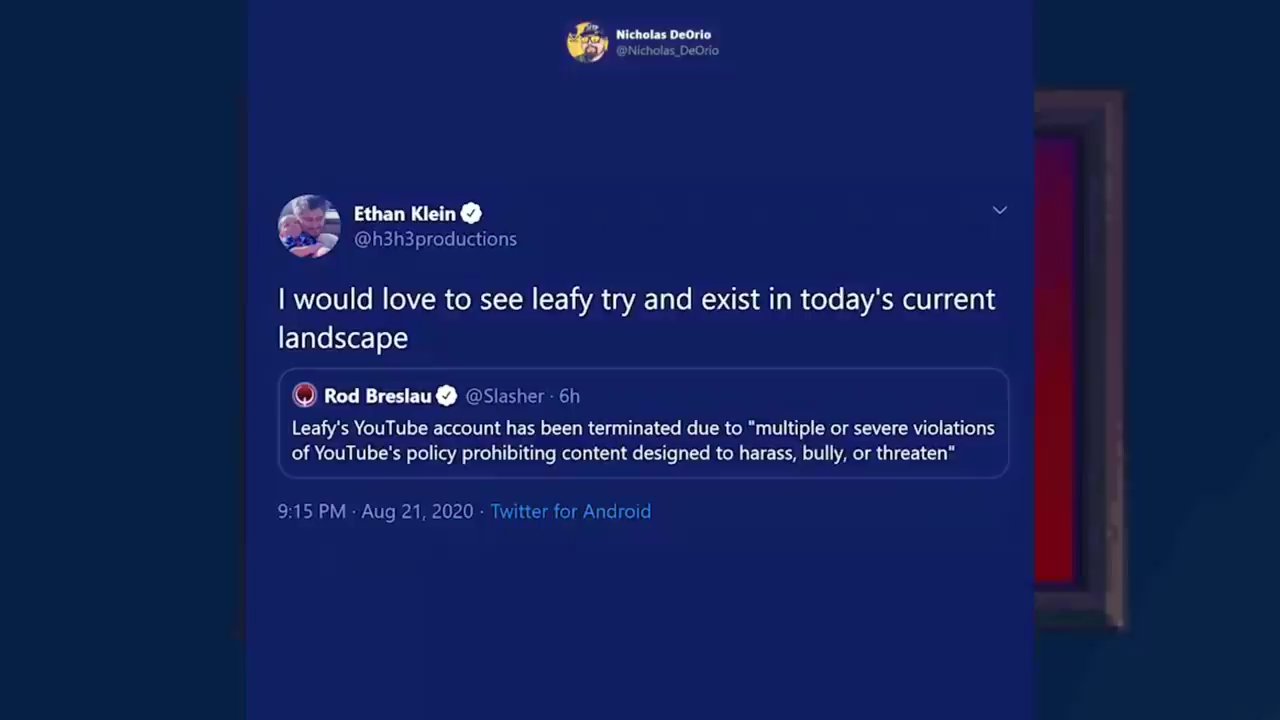 Nicholas DeOrio
@Nicholas_DeOrio
Ethan Klein
@h3h3productions
I would love to see leafy try and exist in today's current
landscape
Rod Breslau @Slasher · 6h
Leafy's YouTube account has been terminated due to "multiple or severe violations
of YouTube's policy prohibiting content designed to harass, bully, or threaten"
9:15 PM · Aug 21, 2020 · Twitter for Android